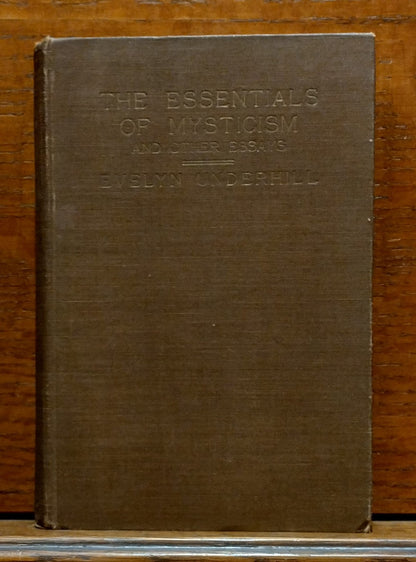 THE ESSENTIALS
OF MYSTICISM
AND OTHER ESSAYS
EVELYN UNDERHILL